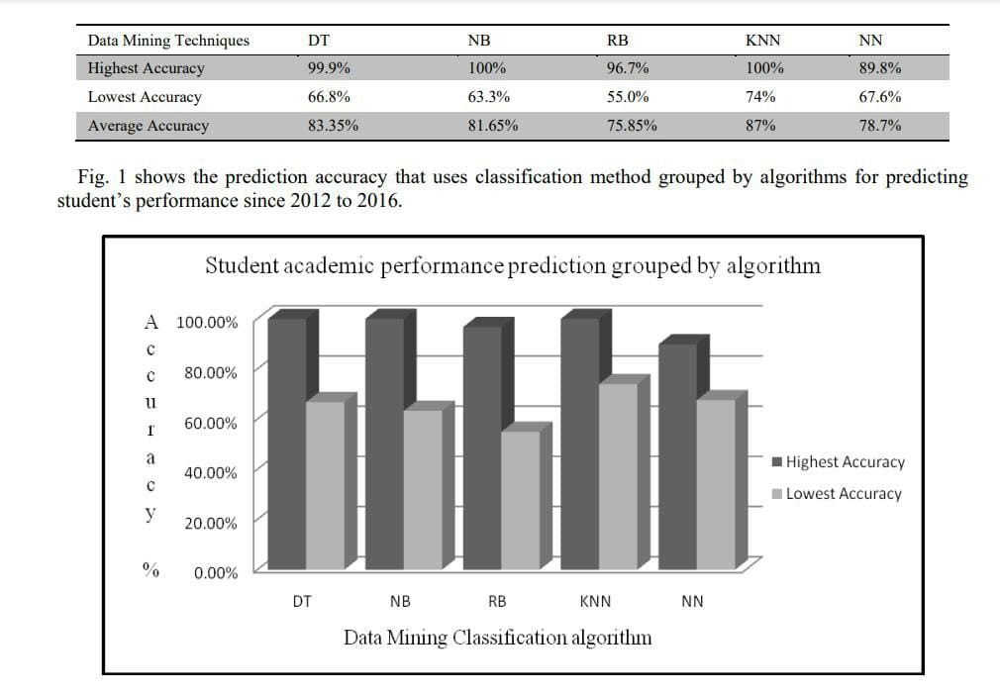 Data Mining Techniques DT NB RB KNN NN
Highest Accuracy 99.9% 100% 96.7% 100% 89.8%
Lowest Accuracy 66.8% 63.3% 55.0% 74% 67.6%
Average Accuracy 83.35% 81.65% 75.85% 87% 78.7%
Fig. 1 shows the prediction accuracy that uses classification method grouped by algorithms for predicting
student’s performance since 2012 to 2016.
Student academic performance prediction grouped by algorithm
Accuracy %
100.00%
80.00%
60.00%
40.00%
20.00%
0.00%
Highest Accuracy
Lowest Accuracy
DT NB RB KNN NN
Data Mining Classification algorithm